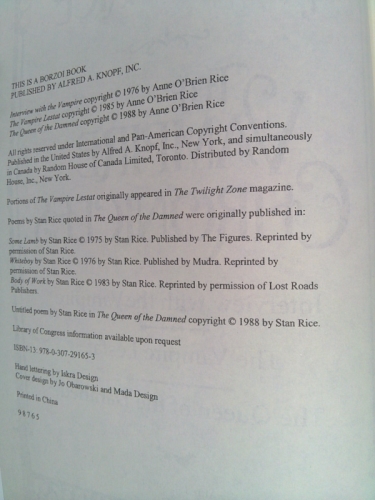 THIS IS A BORZOI BOOK
PUBLISHED BY ALFRED A. KNOPF, INC.
Interview with the Vampire copyright © 1976 by Anne O'Brien Rice
The Vampire Lestat copyright © 1985 by Anne O'Brien Rice
The Queen of the Damned copyright © 1988 by Anne O'Brien Rice
All rights reserved under International and Pan-American Copyright Conventions.
Published in the United States by Alfred A. Knopf, Inc., New York, and simultaneously
in Canada by Random House of Canada Limited, Toronto. Distributed by Random
House, Inc., New York.
Portions of The Vampire Lestat originally appeared in The Twilight Zone magazine.
Poems by Stan Rice quoted in The Queen of the Damned were originally published in:
Some Lamb by Stan Rice © 1975 by Stan Rice. Published by The Figures. Reprinted by
permission of Stan Rice.
Whiteboy by Stan Rice © 1976 by Stan Rice. Published by Mudra. Reprinted by
permission of Stan Rice.
Body of Work by Stan Rice © 1983 by Stan Rice. Reprinted by permission of Lost Roads
Publishers.
Untitled poem by Stan Rice in The Queen of the Damned copyright © 1988 by Stan Rice.
Library of Congress information available upon request
ISBN-13: 978-0-307-29165-3
Hand lettering by Iskra Design
Cover design by Jo Obarowski and Mada Design
Printed in China
9 8 7 6 5